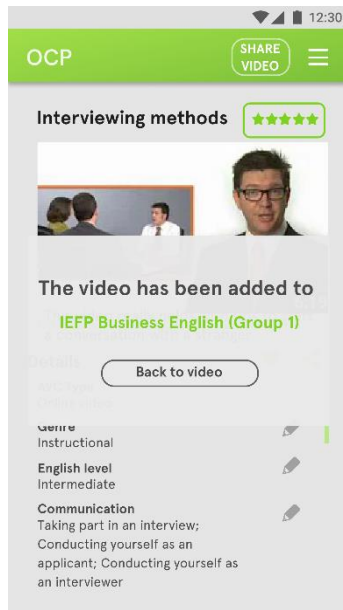 12:30
OCP
SHARE
VIDEO
Interviewing methods
The video has been added to
IEFP Business English (Group 1)
Details
Back to video
Genre
Instructional
English level
Intermediate
Communication
Taking part in an interview;
Conducting yourself as an
applicant; Conducting yourself as
an interviewer